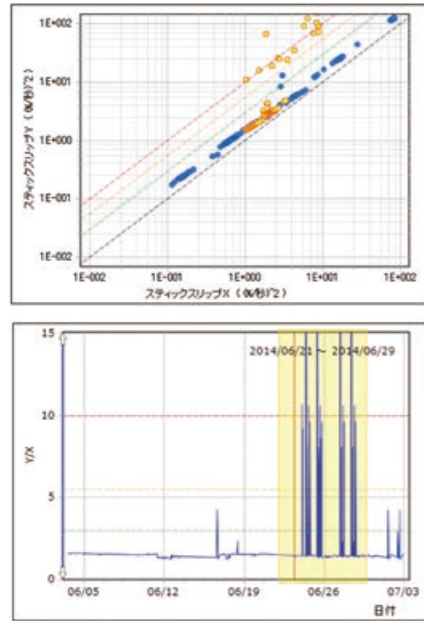 1E+002
1E+001
1E+000
1E-001
1E-002
スティックスリップY (（%/秒）^2)
1E-002 1E-001 1E+000 1E+001 1E+002
スティックスリップX (（%/秒）^2)
15
10
5
0
Y/X
2014/06/21 ～ 2014/06/29
06/05 06/12 06/19 06/26 07/03
日付